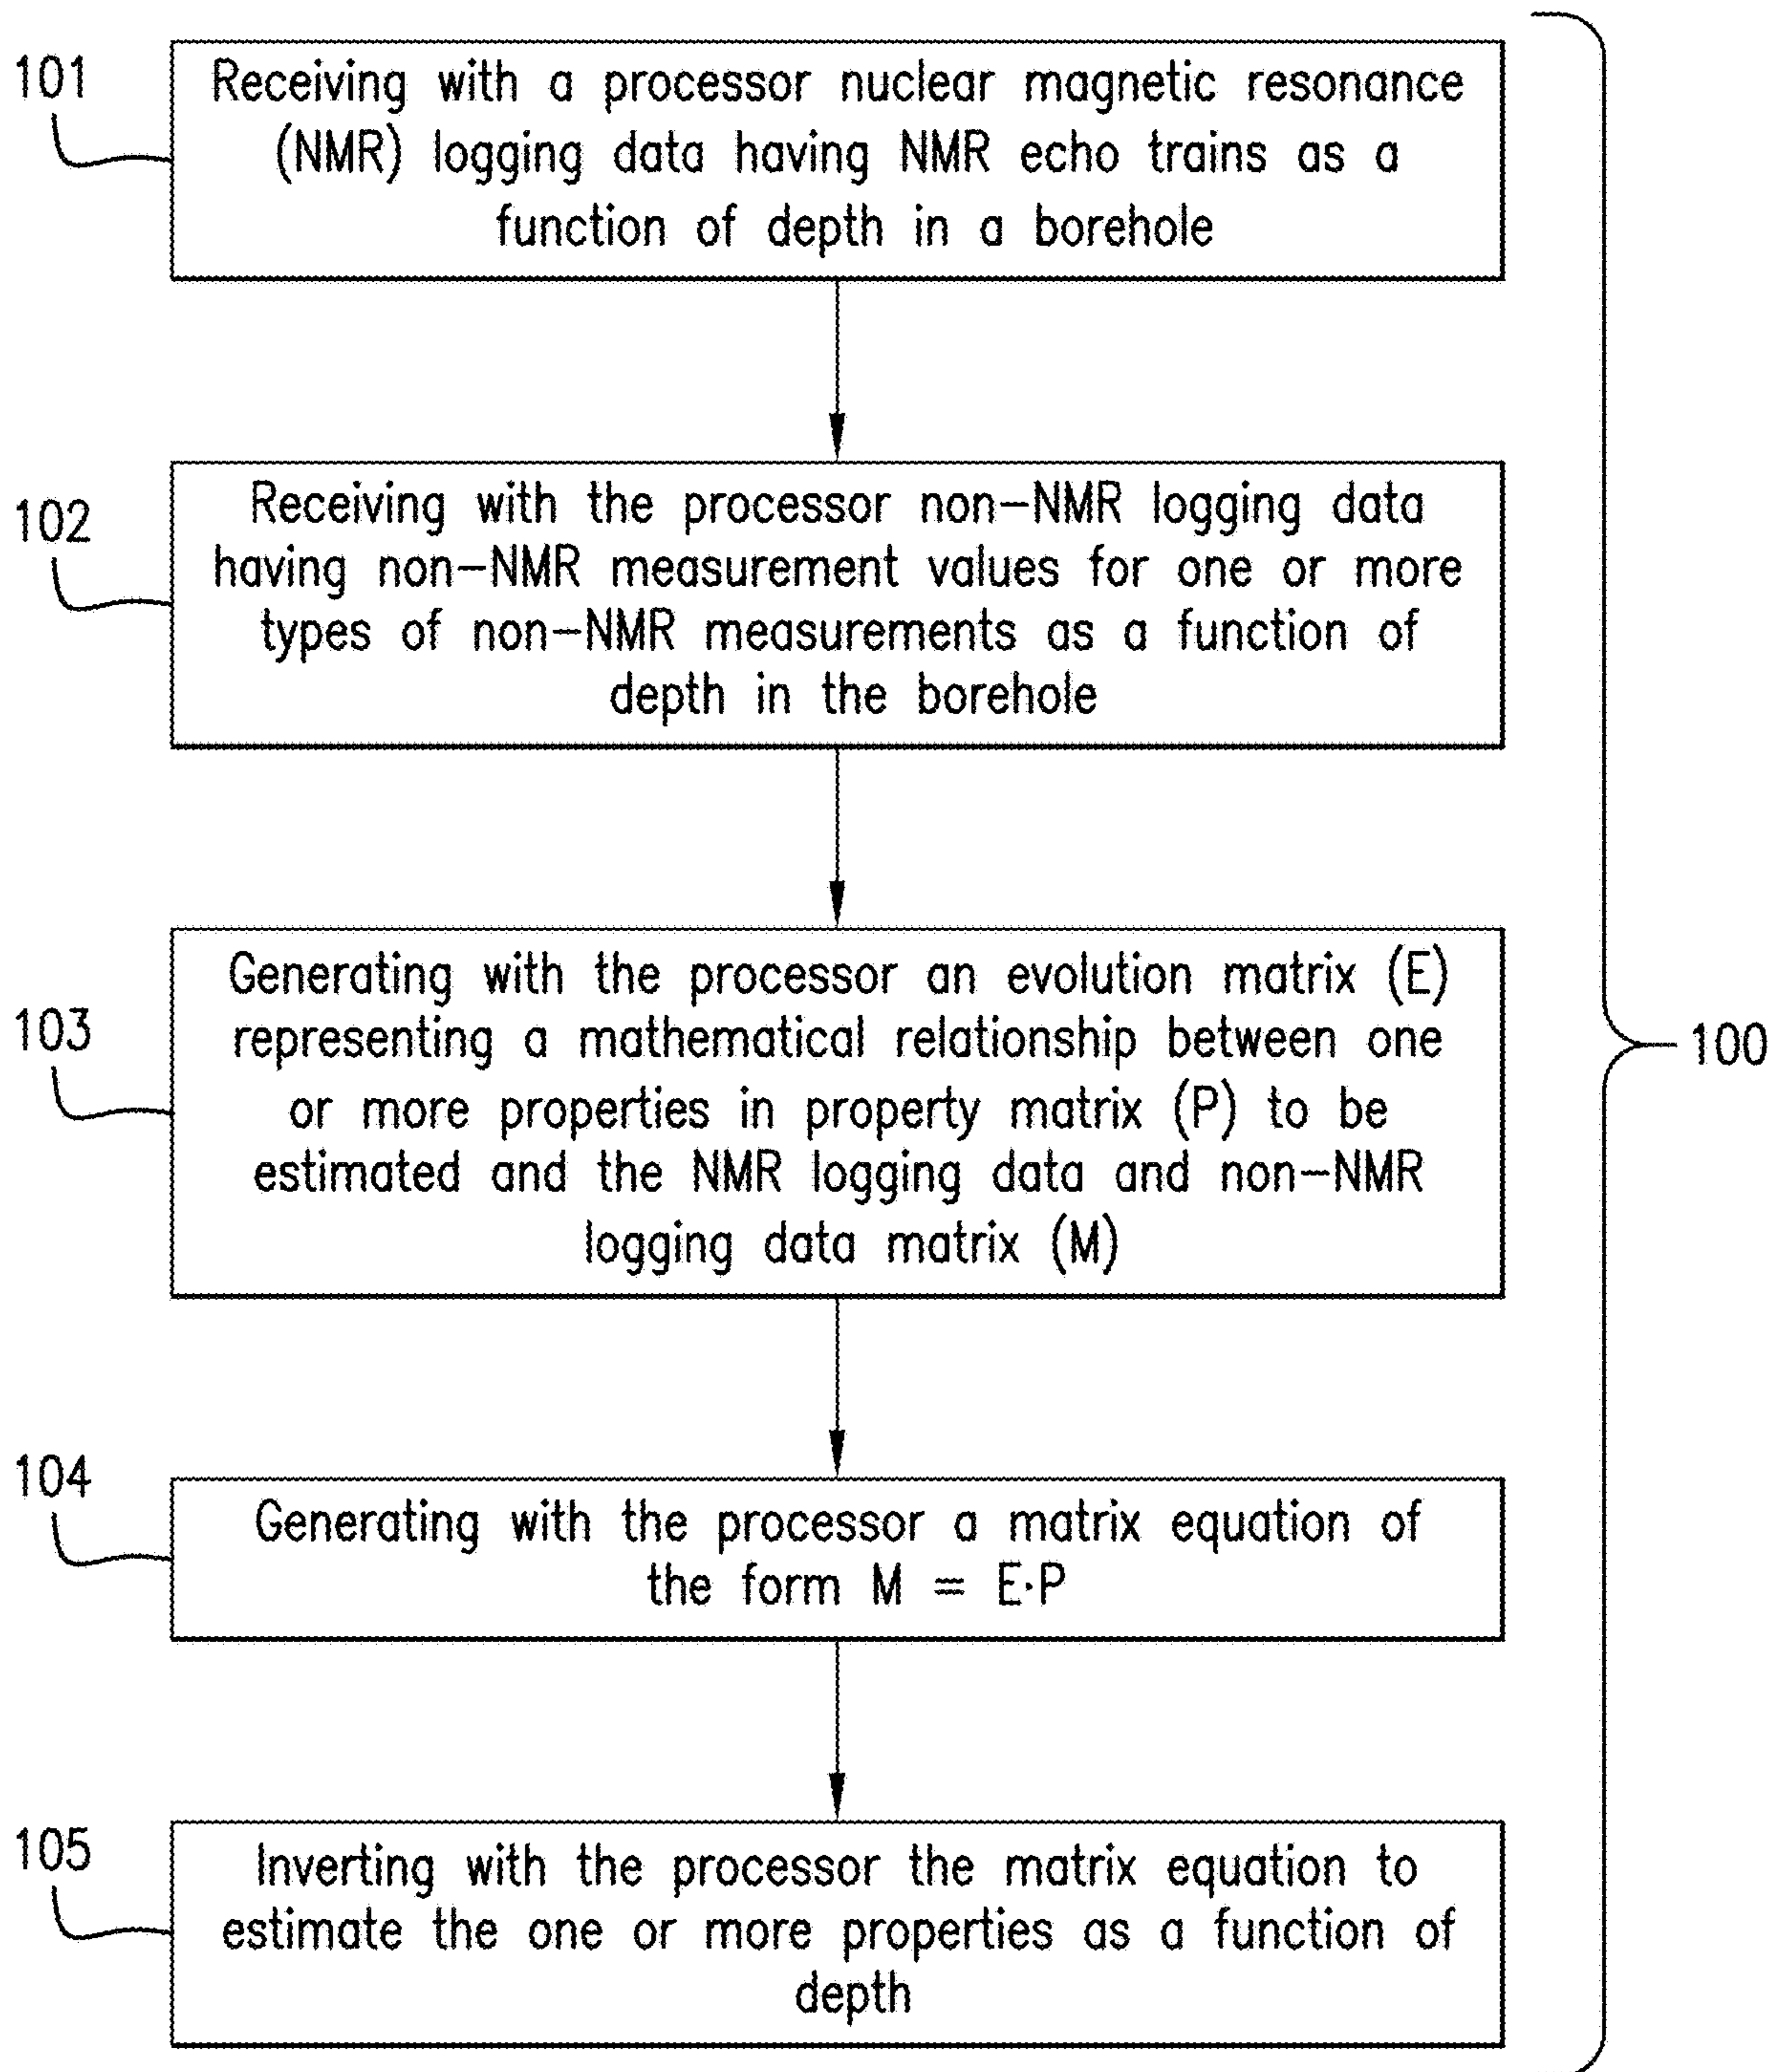 101
Receiving with a processor nuclear magnetic resonance
(NMR) logging data having NMR echo trains as a
function of depth in a borehole
102
Receiving with the processor non-NMR logging data
having non-NMR measurement values for one or more
types of non-NMR measurements as a function of
depth in the borehole
103
Generating with the processor an evolution matrix (E)
representing a mathematical relationship between one
or more properties in property matrix (P) to be
estimated and the NMR logging data and non-NMR
logging data matrix (M)
100
104
Generating with the processor a matrix equation of
the form M = E·P
105
Inverting with the processor the matrix equation to
estimate the one or more properties as a function of
depth